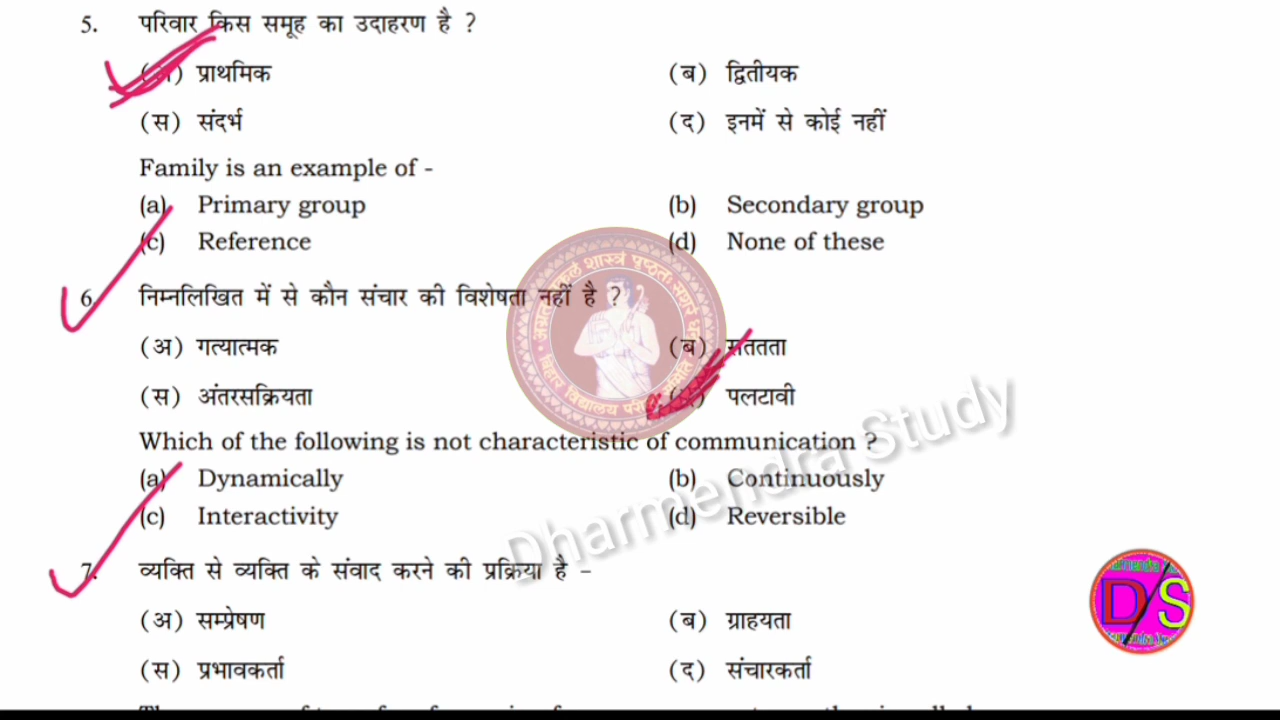 5. परिवार किस समूह का उदाहरण है ?
(अ) प्राथमिक (ब) द्वितीयक
(स) संदर्भ (द) इनमें से कोई नहीं
Family is an example of -
(a) Primary group (b) Secondary group
(c) Reference (d) None of these
6. निम्नलिखित में से कौन संचार की विशेषता नहीं है ?
(अ) गत्यात्मक (ब) सततता
(स) अंतरसक्रियता पलटावी
Which of the following is not characteristic of communication ?
(a) Dynamically (b) Continuously
(c) Interactivity (d) Reversible
Dharmendra Study
7. व्यक्ति से व्यक्ति के संवाद करने की प्रक्रिया है –
(अ) सम्प्रेषण (ब) ग्राहयता
(स) प्रभावकर्ता (द) संचारकर्ता
D/S